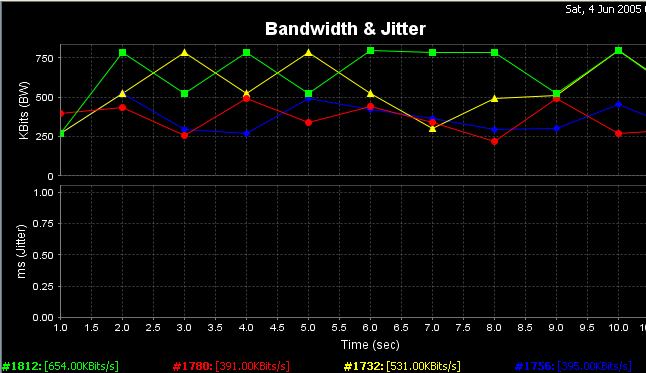 Sat, 4 Jun 2005
Bandwidth & Jitter
KBits (BW)
750
500
250
0
ms (Jitter)
1.00
0.75
0.50
0.25
0.00
1.0 1.5 2.0 2.5 3.0 3.5 4.0 4.5 5.0 5.5 6.0 6.5 7.0 7.5 8.0 8.5 9.0 9.5 10.0
Time (sec)
#1812: [654.00KBits/s] #1780: [391.00KBits/s] #1732: [531.00KBits/s] #1756: [395.00KBits/s]